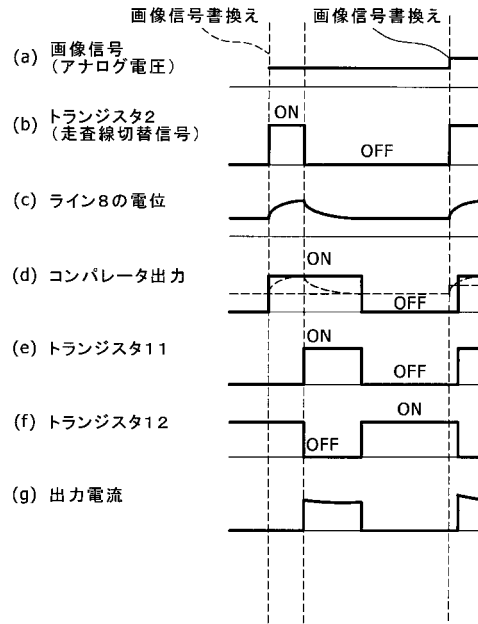 画像信号書換え
画像信号書換え
(a) 画像信号
(アナログ電圧)
(b) トランジスタ2
(走査線切替信号)
ON
OFF
(c) ライン8の電位
(d) コンパレータ出力
ON
OFF
(e) トランジスタ11
ON
OFF
(f) トランジスタ12
OFF
ON
(g) 出力電流